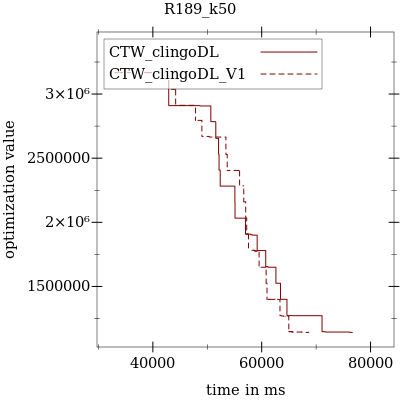 R189_k50
CTW_clingoDL
CTW_clingoDL_V1
3×10⁶
2500000
2×10⁶
1500000
optimization value
40000 60000 80000
time in ms